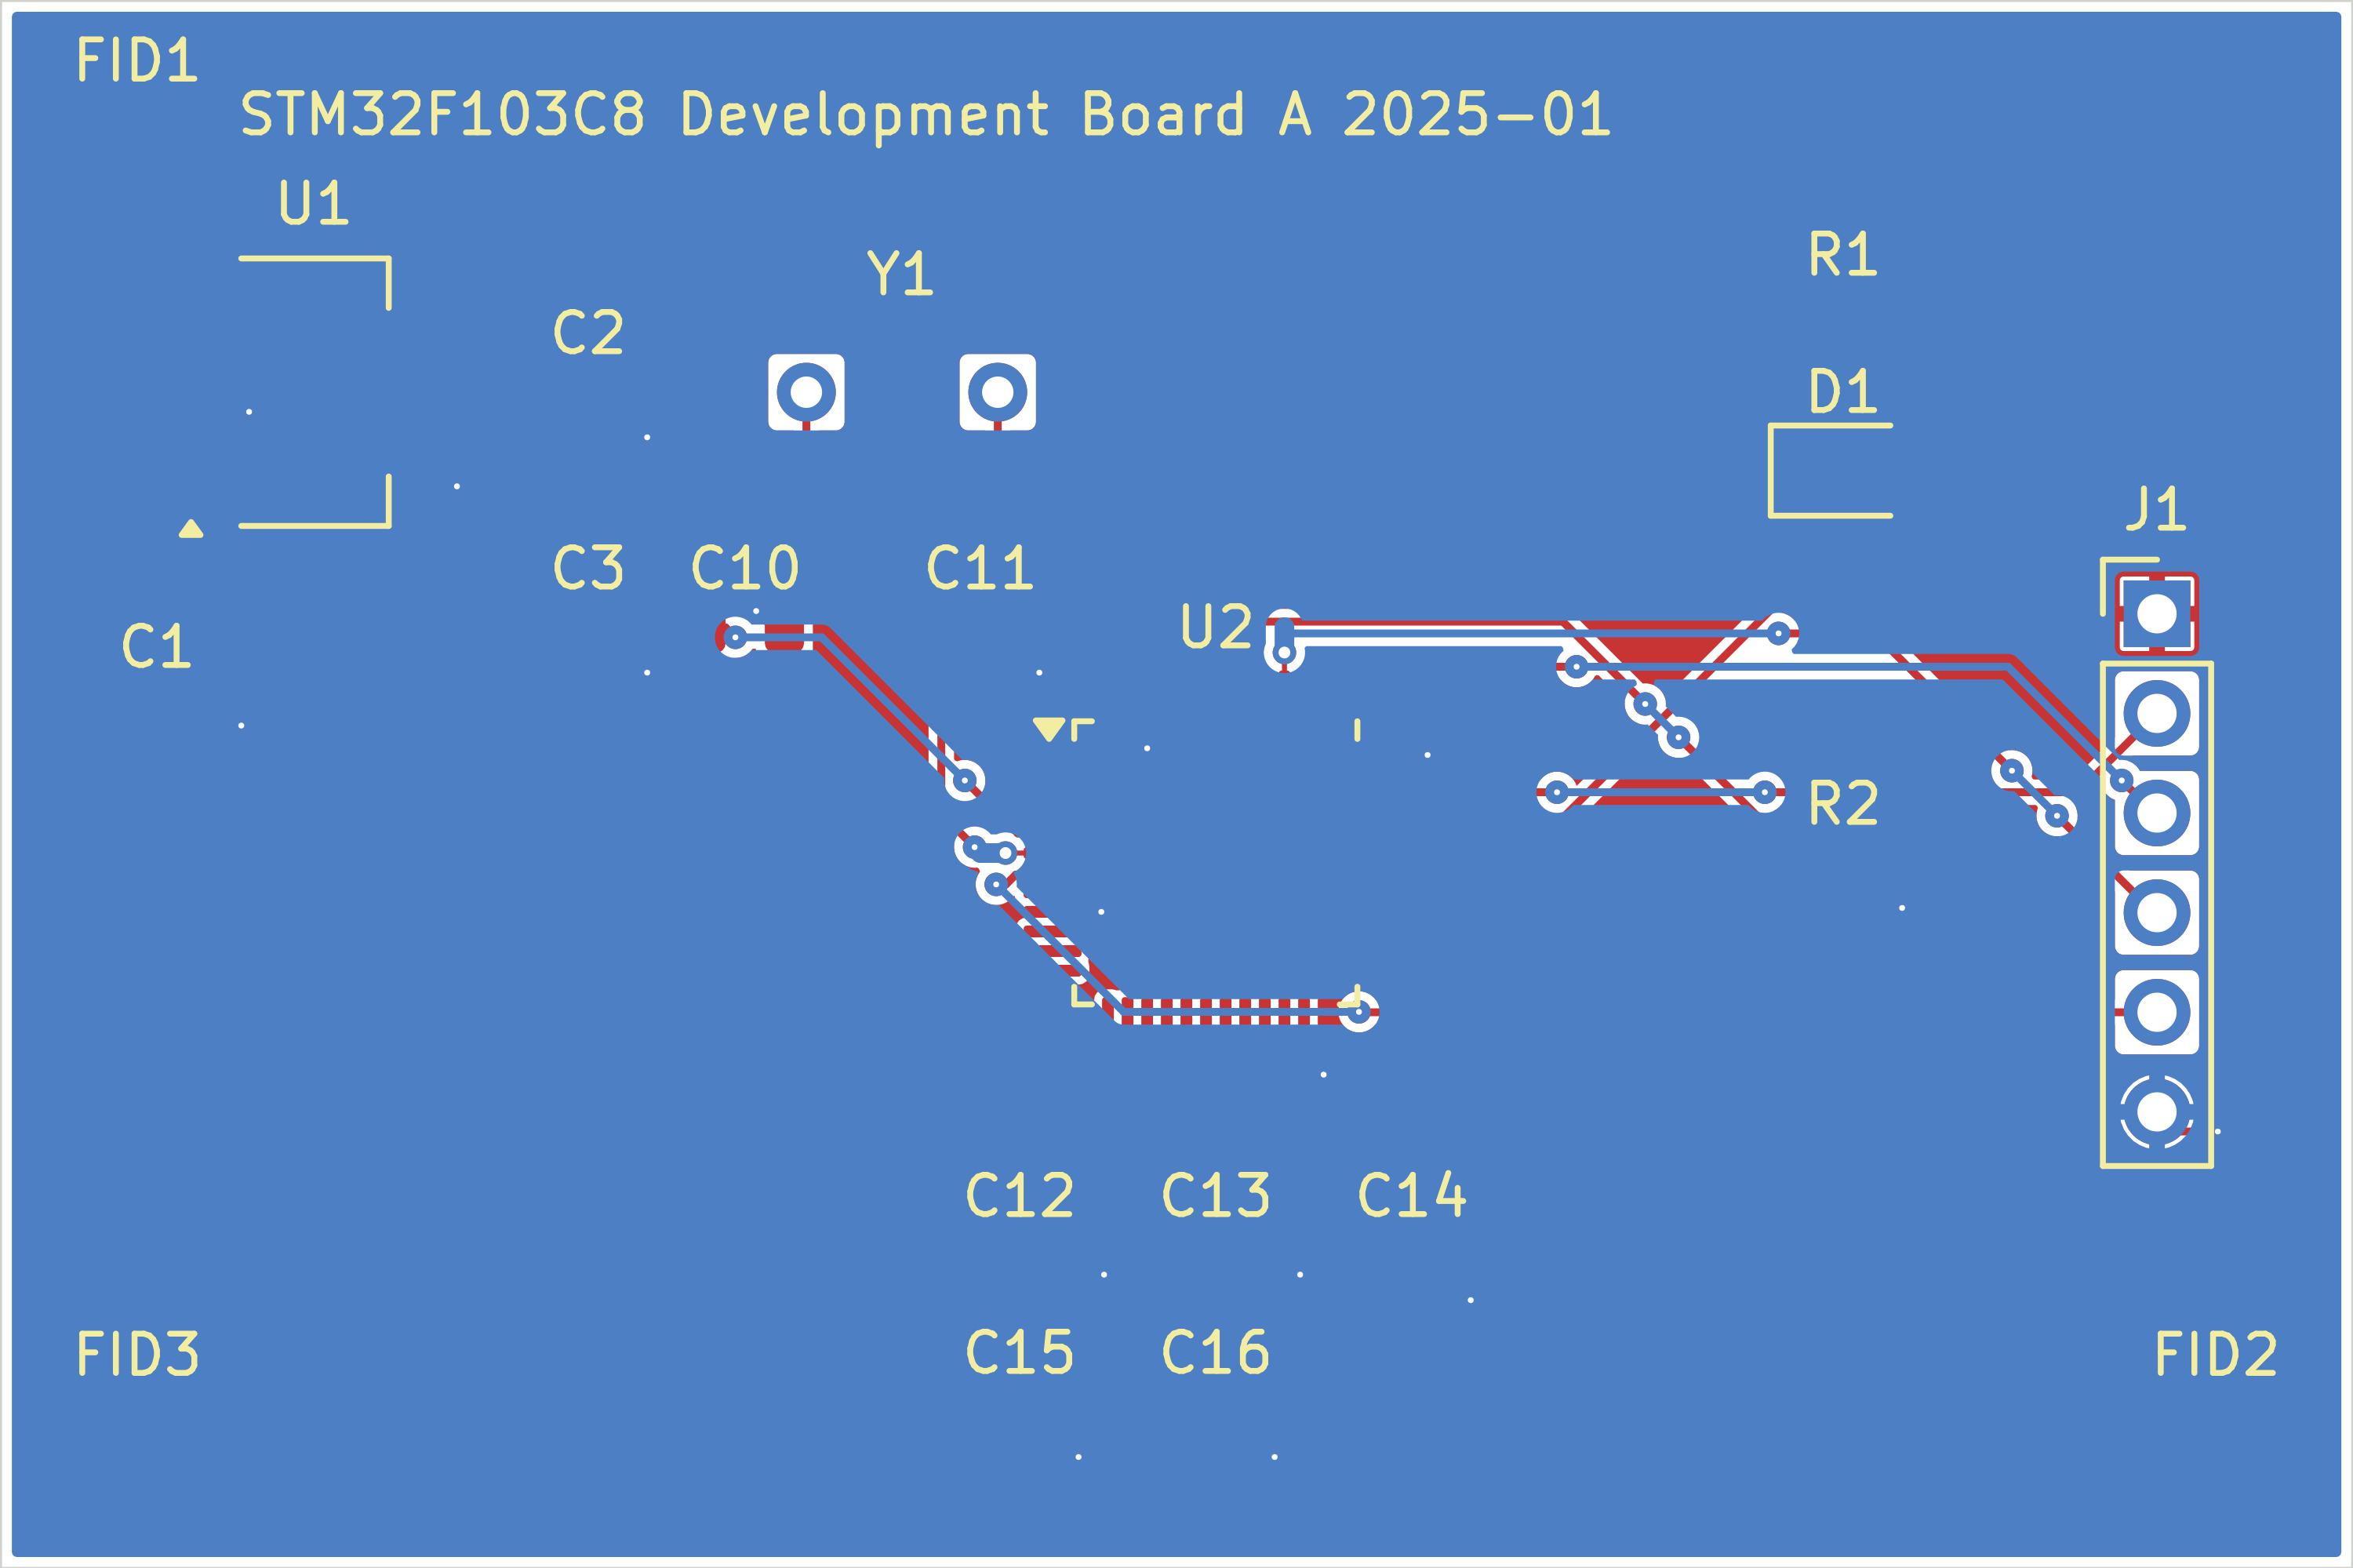 FID1
STM32F103C8 Development Board A 2025-01
U1
R1
Y1
C2
D1
J1
C3
C10
C11
U2
C1
R2
C12
C13
C14
FID3
C15
C16
FID2